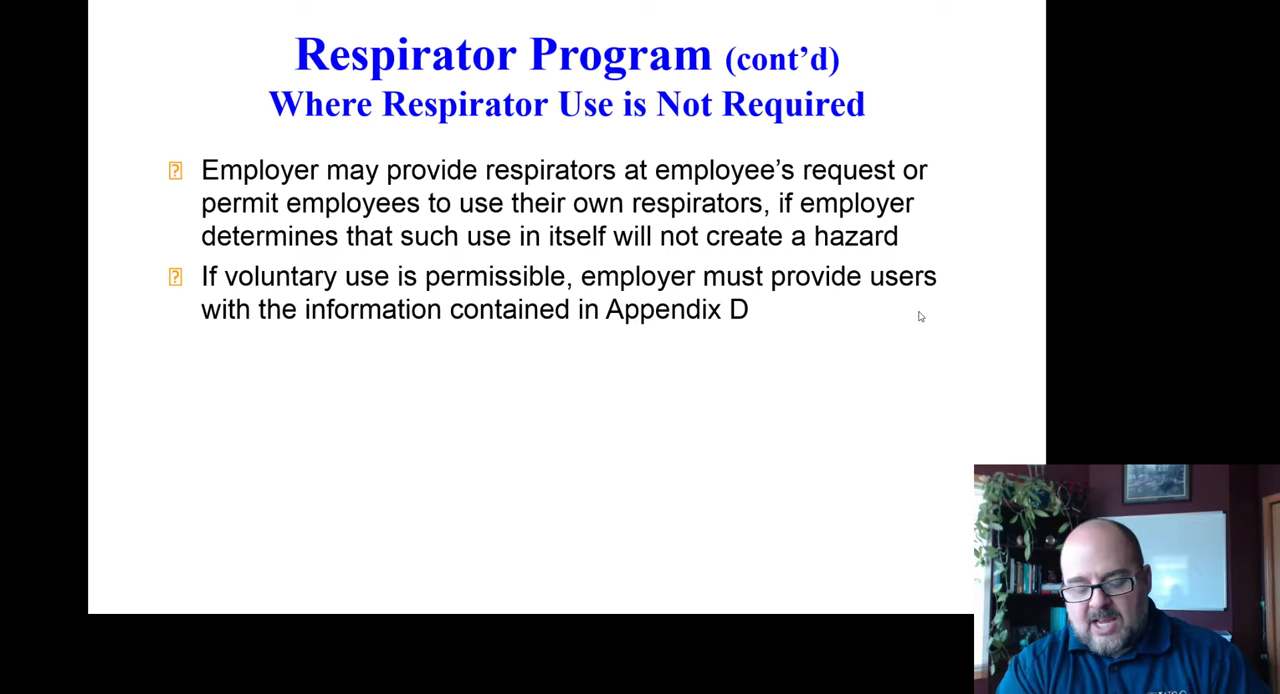 Respirator Program (cont’d)
Where Respirator Use is Not Required
Employer may provide respirators at employee’s request or
permit employees to use their own respirators, if employer
determines that such use in itself will not create a hazard
If voluntary use is permissible, employer must provide users
with the information contained in Appendix D